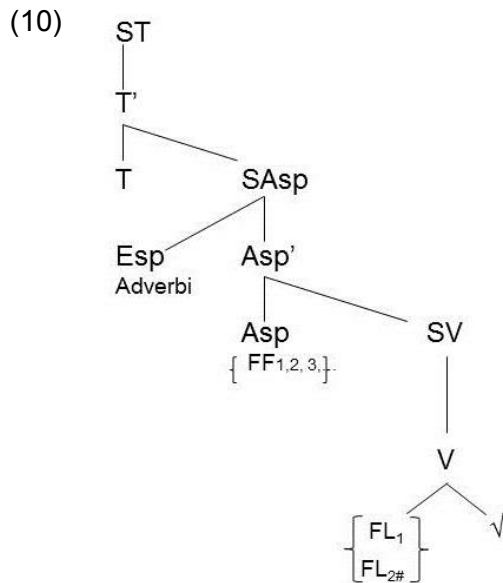 (10)
ST
T'
T SAsp
Esp Asp'
Adverbi
Asp SV
{ FF1,2, 3, }...
V
{ [ FL1 ] } √
{ [ FL2# ] }